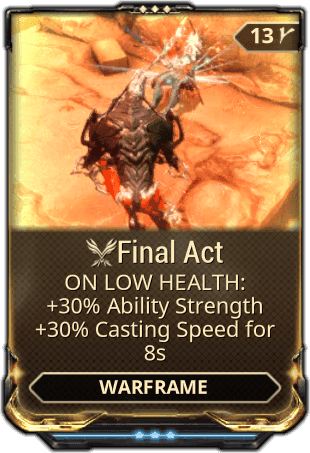 13
Final Act
ON LOW HEALTH:
+30% Ability Strength
+30% Casting Speed for
8s
WARFRAME